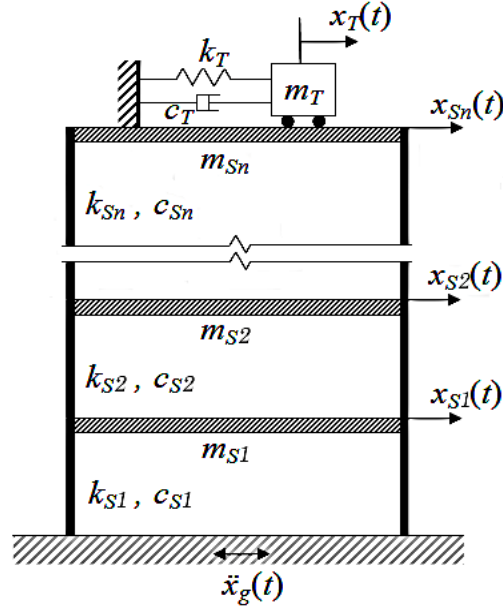 x_T(t)
k_T
m_T
c_T
x_Sn(t)
m_Sn
k_Sn , c_Sn
x_S2(t)
m_S2
k_S2 , c_S2
x_S1(t)
m_S1
k_S1 , c_S1
ẍ_g(t)